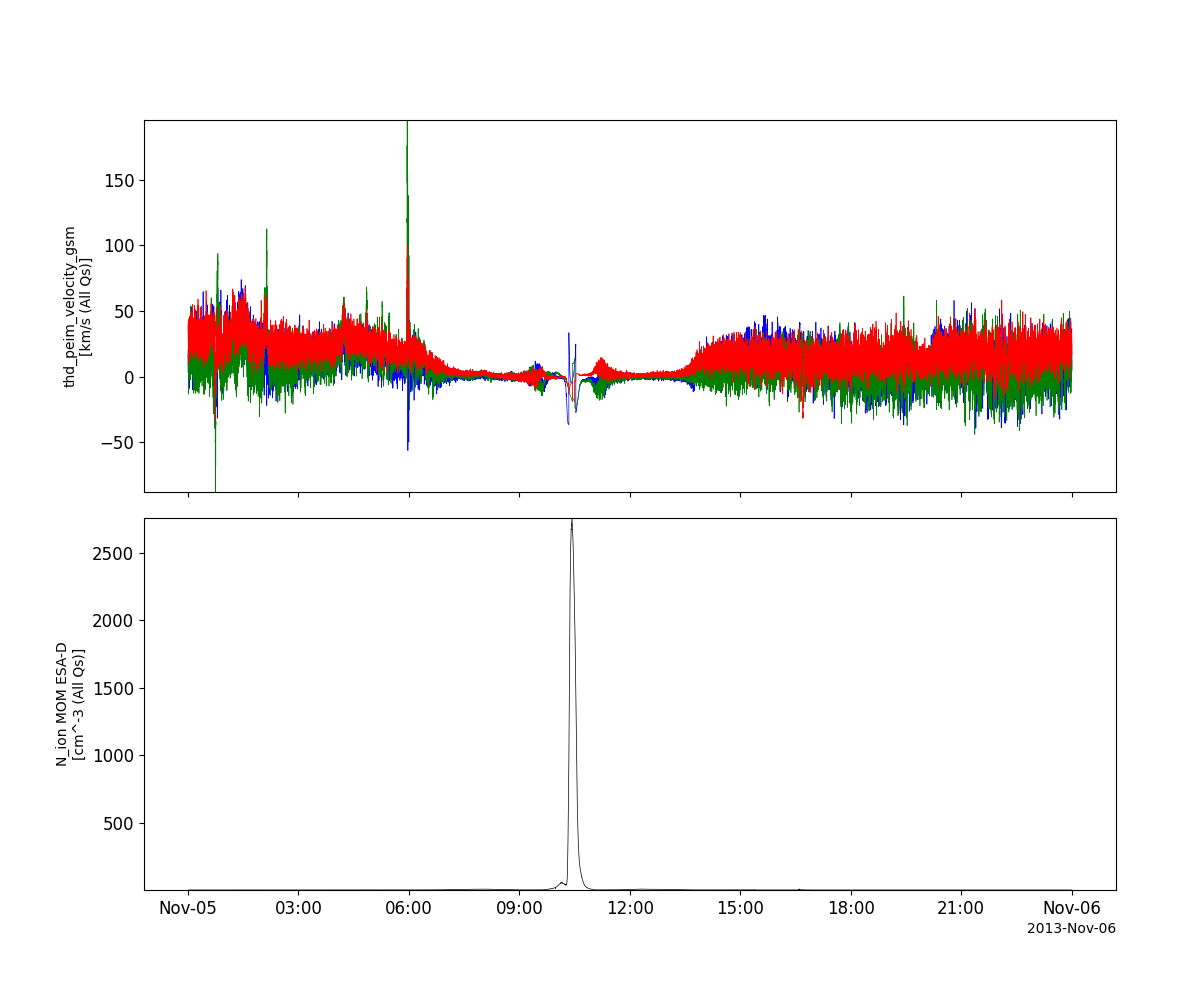 thd_peim_velocity_gsm
[km/s (All Qs)]
150
100
50
0
−50
N_ion MOM ESA-D
[cm^-3 (All Qs)]
2500
2000
1500
1000
500
Nov-05 03:00 06:00 09:00 12:00 15:00 18:00 21:00 Nov-06
2013-Nov-06